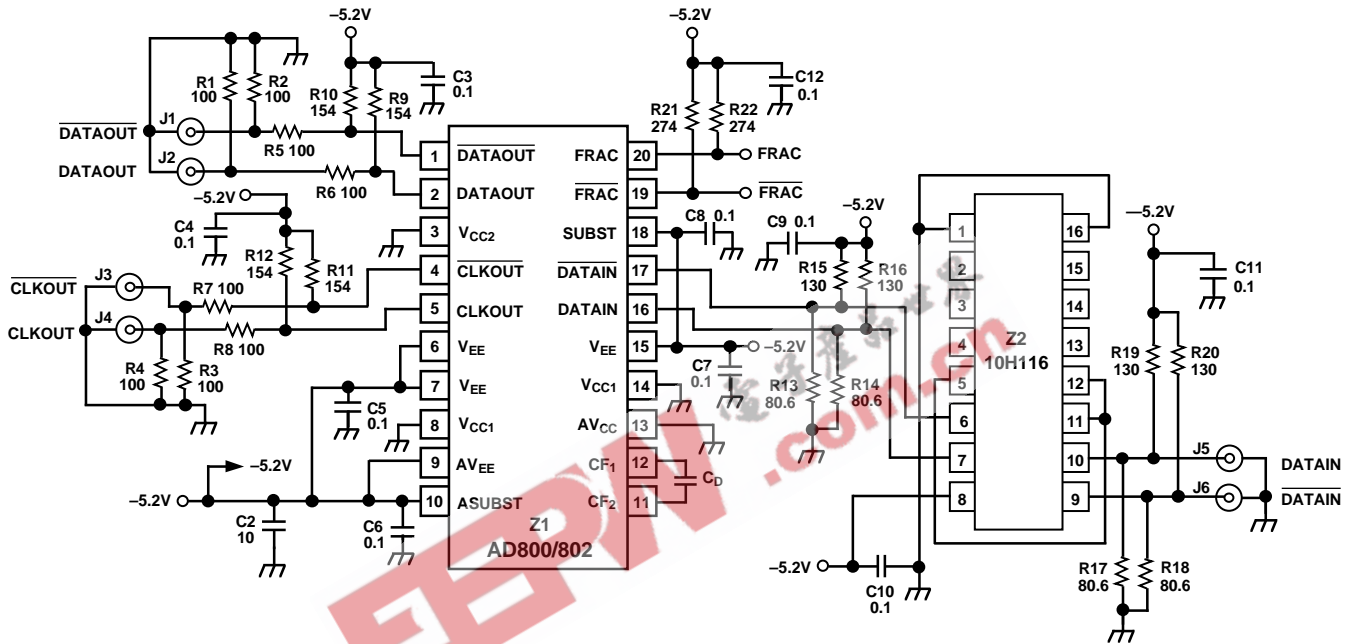 –5.2V
–5.2V
R1
100
R2
100
R10
154
R9
154
C3
0.1
R21
274
R22
274
C12
0.1
DATAOUT
J1
R5 100
DATAOUT
J2
R6 100
1
DATAOUT
FRAC
20
FRAC
2
DATAOUT
FRAC
19
FRAC
–5.2V
C4
0.1
3
VCC2
SUBST
18
C8 0.1
C9 0.1
–5.2V
R12
154
R11
154
4
CLKOUT
DATAIN
17
R15
130
R16
130
CLKOUT
J3
R7 100
5
CLKOUT
DATAIN
16
CLKOUT
J4
R8 100
6
VEE
VEE
15
–5.2V
R4
100
R3
100
7
VEE
VCC1
14
C7
0.1
R13
80.6
R14
80.6
C5
0.1
8
VCC1
AVCC
13
–5.2V
9
AVEE
CF1
12
CD
–5.2V
10
ASUBST
CF2
11
C2
10
C6
0.1
Z1
AD800/802
1
16
–5.2V
2
15
C11
0.1
3
14
4
Z2
13
R19
130
R20
130
5
10H116
12
6
11
7
10
J5
DATAIN
8
9
J6
DATAIN
–5.2V
C10
0.1
R17
80.6
R18
80.6
電子產品世界
EEPW
.com.cn